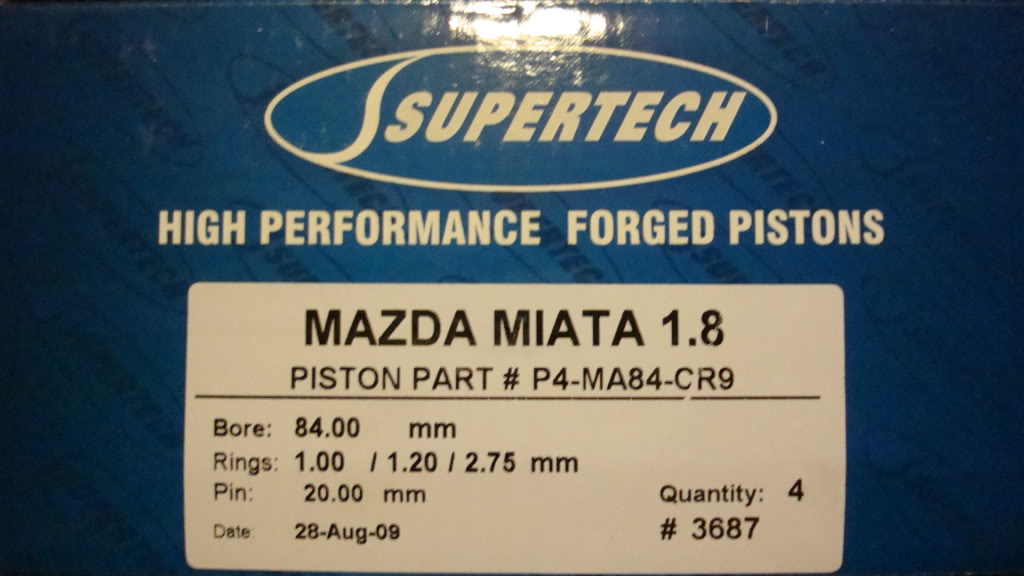 SUPERTECH
HIGH PERFORMANCE FORGED PISTONS
MAZDA MIATA 1.8
PISTON PART # P4-MA84-CR9
Bore: 84.00 mm
Rings: 1.00 / 1.20 / 2.75 mm
Pin: 20.00 mm
Quantity: 4
Date: 28-Aug-09
# 3687